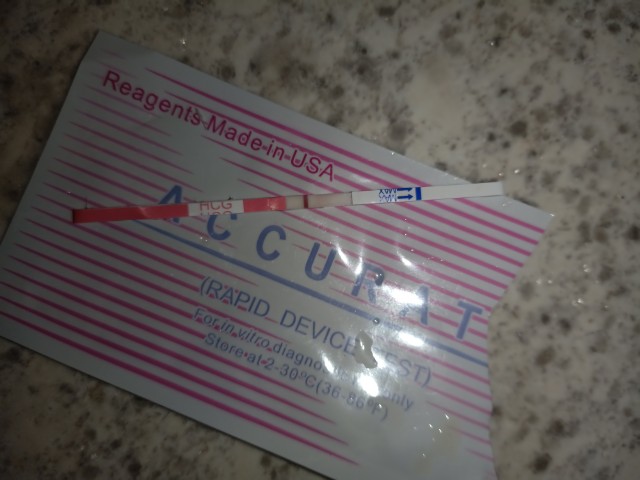 Reagents Made-in-USA
HCG
MAX
ACCURAT
(RAPID DEVICE TEST)
For in vitro diagnostic use only
Store at 2-30°C(36-86°F)